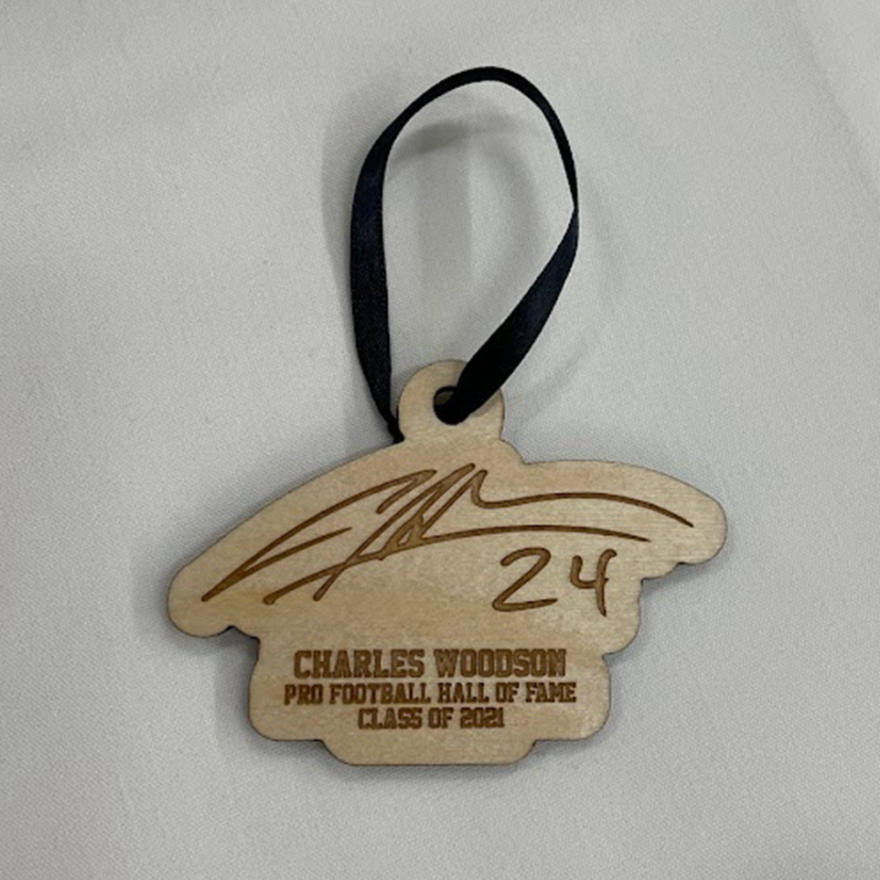 24
CHARLES WOODSON
PRO FOOTBALL HALL OF FAME
CLASS OF 2021